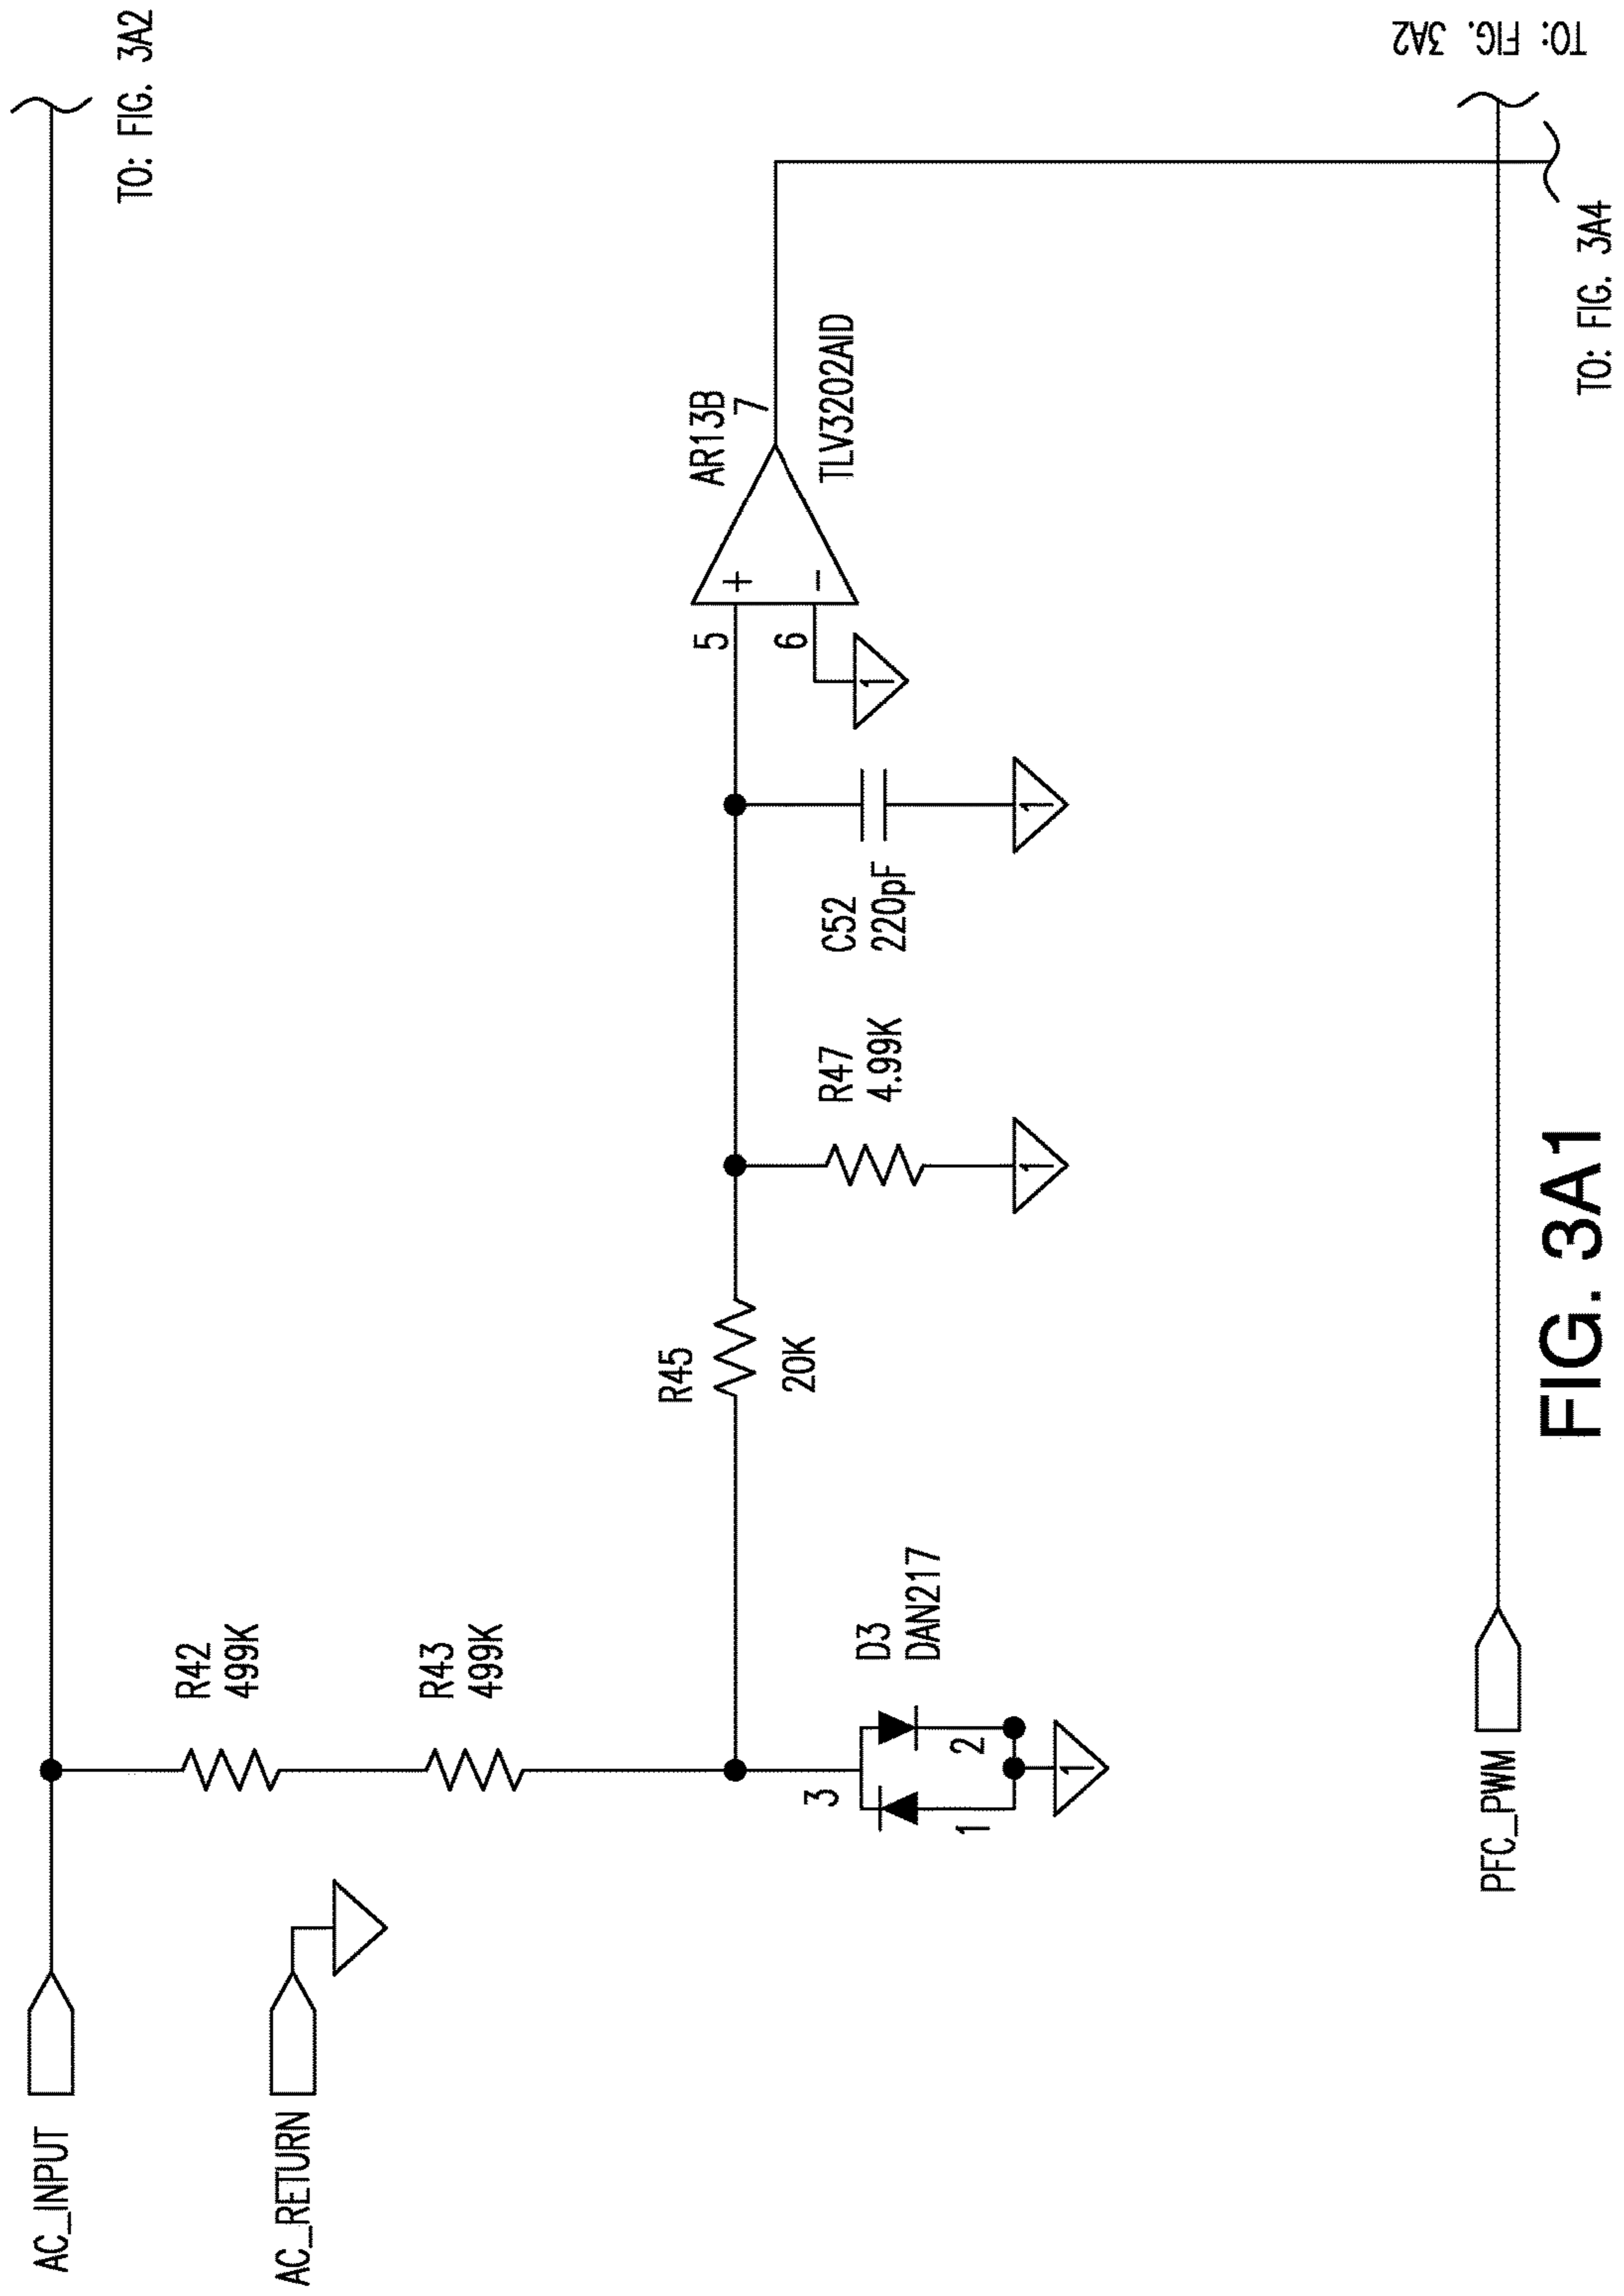 AC_INPUT
TO: FIG. 3A2
AC_RETURN
R42
499K
R43
499K
R45
20K
3
1
2
D3
DAN217
1
R47
4.99K
1
C52
220pF
1
5
6
+
-
1
AR13B
7
TLV3202AID
PFC_PWM
TO: FIG. 3A2
TO: FIG. 3A4
FIG. 3A1